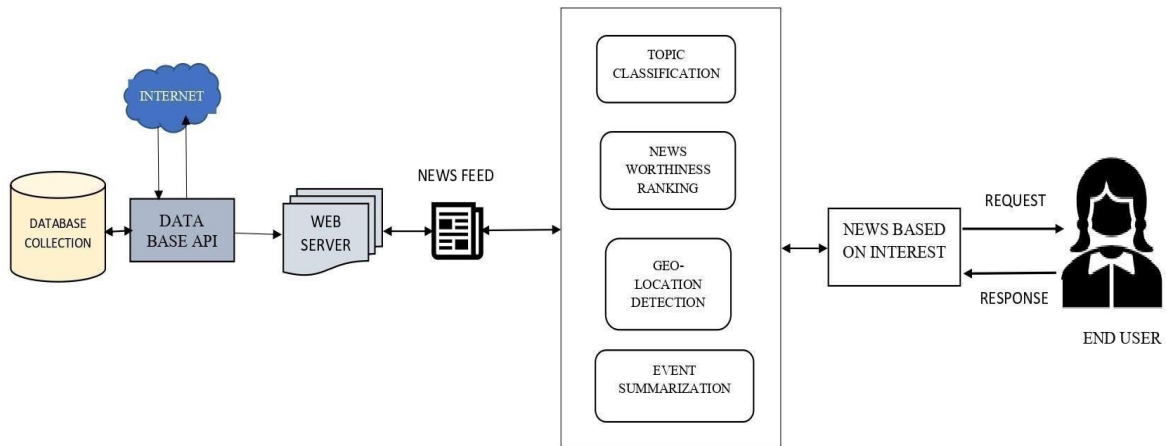 INTERNET
DATABASE
COLLECTION
DATA
BASE API
WEB
SERVER
NEWS FEED
TOPIC
CLASSIFICATION
NEWS
WORTHINESS
RANKING
GEO-
LOCATION
DETECTION
EVENT
SUMMARIZATION
NEWS BASED
ON INTEREST
REQUEST
RESPONSE
END USER